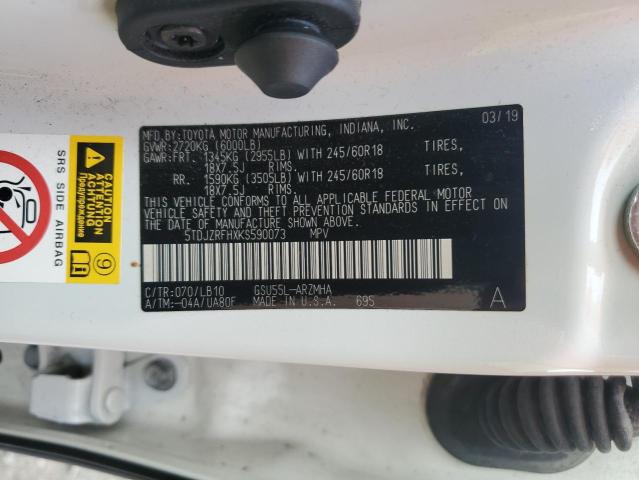 MFD.BY:TOYOTA MOTOR MANUFACTURING, INDIANA, INC. 03/19
GVWR:2720KG (6000LB)
GAWR:FRT. 1345KG (2955LB) WITH 245/60R18 TIRES,
18X7.5J RIMS
RR. 1590KG (3505LB) WITH 245/60R18 TIRES,
18X7.5J RIMS
THIS VEHICLE CONFORMS TO ALL APPLICABLE FEDERAL MOTOR
VEHICLE SAFETY AND THEFT PREVENTION STANDARDS IN EFFECT
ON THE DATE OF MANUFACTURE SHOWN ABOVE.
5TDJZRFHXKS590073 MPV
C/TR:070/LB10 GSU55L-ARZMHA
A/TM:-04A/UA80F MADE IN U.S.A. 695 A
SRS SIDE AIRBAG
CAUTION
ATTENTION
ACHTUNG
Предупреждение
9